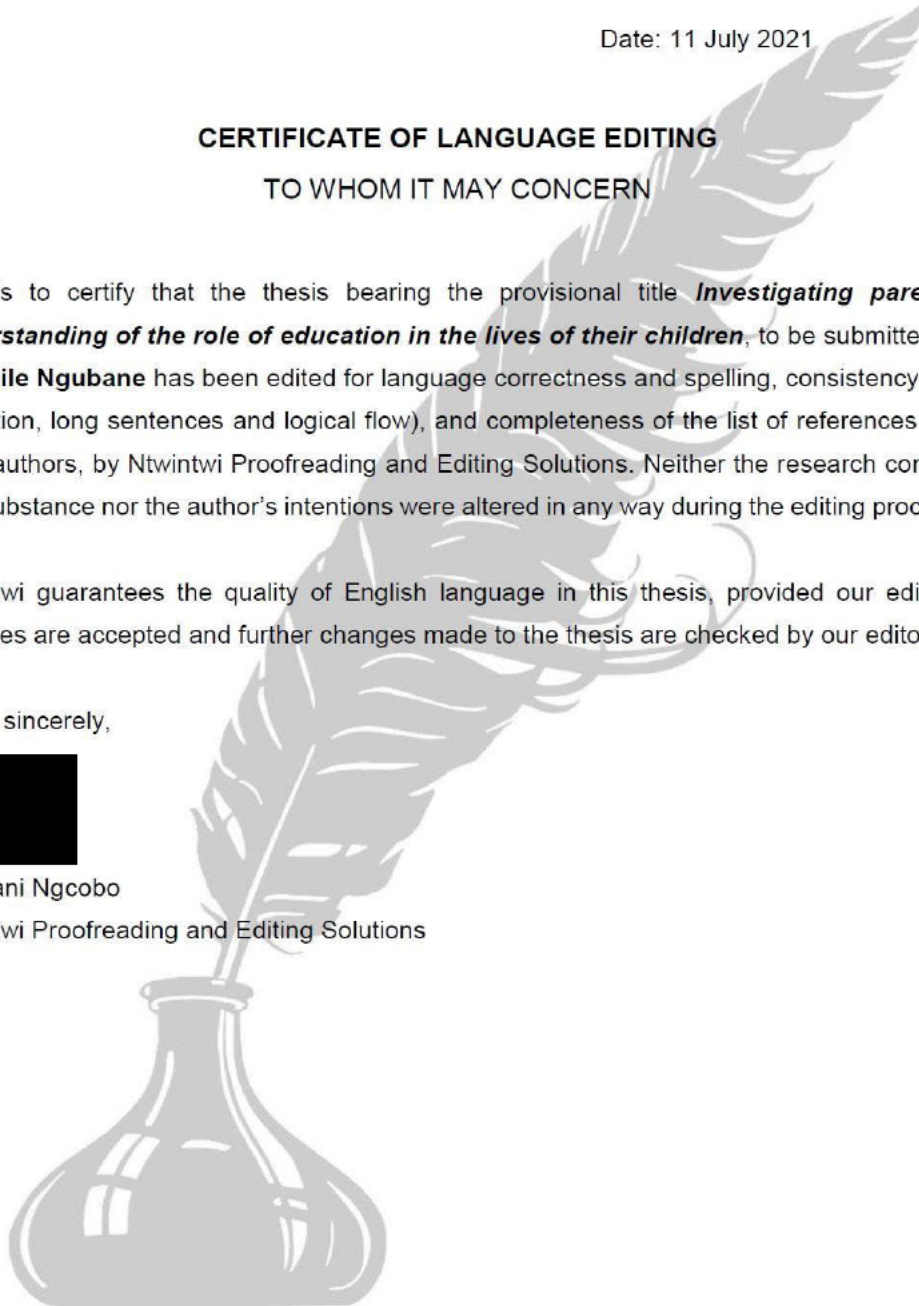 Date: 11 July 2021
CERTIFICATE OF LANGUAGE EDITING
TO WHOM IT MAY CONCERN
s to certify that the thesis bearing the provisional title Investigating pare
rstanding of the role of education in the lives of their children, to be submitte
ile Ngubane has been edited for language correctness and spelling, consistency
tion, long sentences and logical flow), and completeness of the list of references
authors, by Ntwintwi Proofreading and Editing Solutions. Neither the research con
ubstance nor the author's intentions were altered in any way during the editing proc
wi guarantees the quality of English language in this thesis, provided our edi
es are accepted and further changes made to the thesis are checked by our edito
sincerely,
ani Ngcobo
wi Proofreading and Editing Solutions